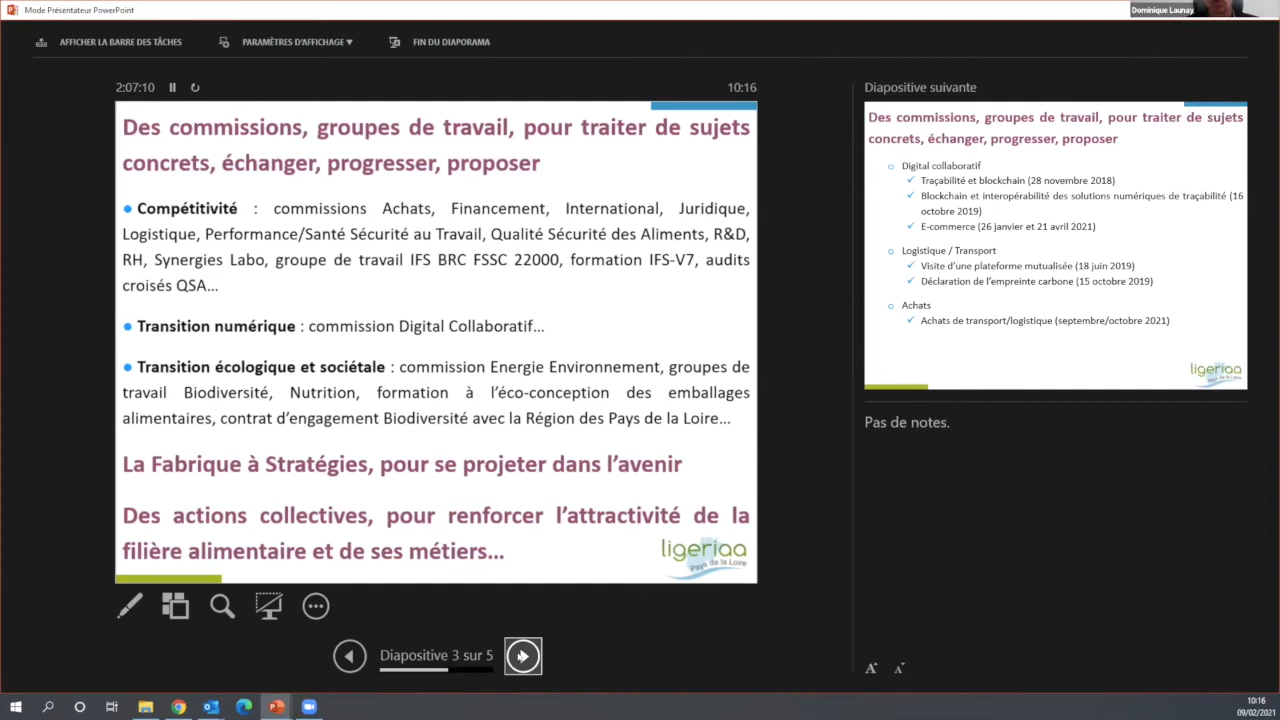 Mode Présentateur PowerPoint
Dominique Launay
AFFICHER LA BARRE DES TÂCHES
PARAMÈTRES D'AFFICHAGE ▼
FIN DU DIAPORAMA
2:07:10
10:16
Des commissions, groupes de travail, pour traiter de sujets
concrets, échanger, progresser, proposer
● Compétitivité : commissions Achats, Financement, International, Juridique,
Logistique, Performance/Santé Sécurité au Travail, Qualité Sécurité des Aliments, R&D,
RH, Synergies Labo, groupe de travail IFS BRC FSSC 22000, formation IFS-V7, audits
croisés QSA...
● Transition numérique : commission Digital Collaboratif...
● Transition écologique et sociétale : commission Energie Environnement, groupes de
travail Biodiversité, Nutrition, formation à l'éco-conception des emballages
alimentaires, contrat d'engagement Biodiversité avec la Région des Pays de la Loire...
La Fabrique à Stratégies, pour se projeter dans l'avenir
Des actions collectives, pour renforcer l'attractivité de la
filière alimentaire et de ses métiers...
ligeriaa
Pays de la Loire
Diapositive 3 sur 5
Diapositive suivante
Des commissions, groupes de travail, pour traiter de sujets
concrets, échanger, progresser, proposer
o Digital collaboratif
✓ Traçabilité et blockchain (28 novembre 2018)
✓ Blockchain et interopérabilité des solutions numériques de traçabilité (16
octobre 2019)
✓ E-commerce (26 janvier et 21 avril 2021)
o Logistique / Transport
✓ Visite d'une plateforme mutualisée (18 juin 2019)
✓ Déclaration de l'empreinte carbone (15 octobre 2019)
o Achats
✓ Achats de transport/logistique (septembre/octobre 2021)
ligeriaa
Pays de la Loire
Pas de notes.
A A
10:16
09/02/2021